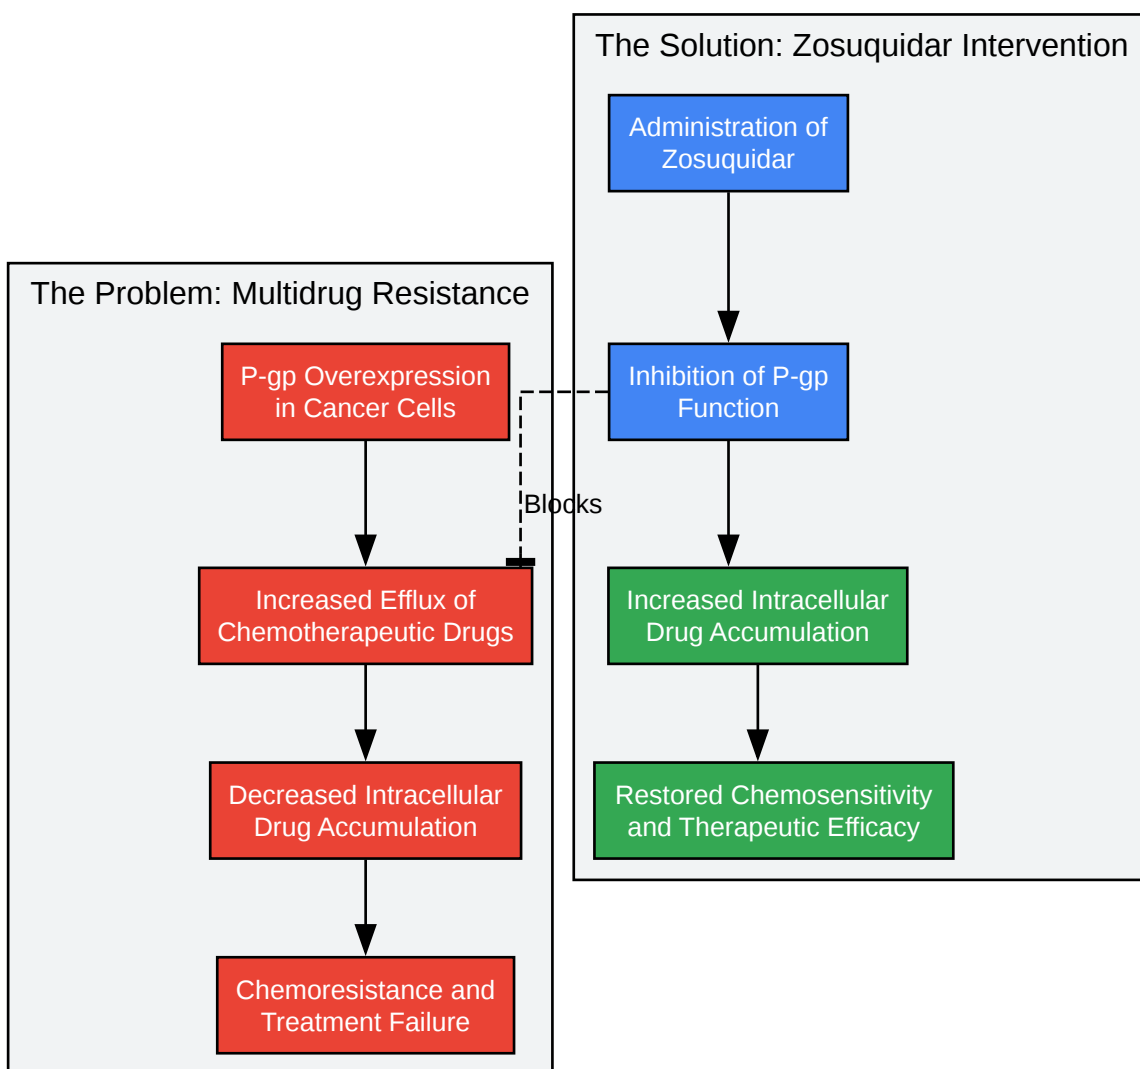 The Solution: Zosuquidar Intervention
Administration of
Zosuquidar
Inhibition of P-gp
Function
Increased Intracellular
Drug Accumulation
Restored Chemosensitivity
and Therapeutic Efficacy
The Problem: Multidrug Resistance
P-gp Overexpression
in Cancer Cells
Blocks
Increased Efflux of
Chemotherapeutic Drugs
Decreased Intracellular
Drug Accumulation
Chemoresistance and
Treatment Failure